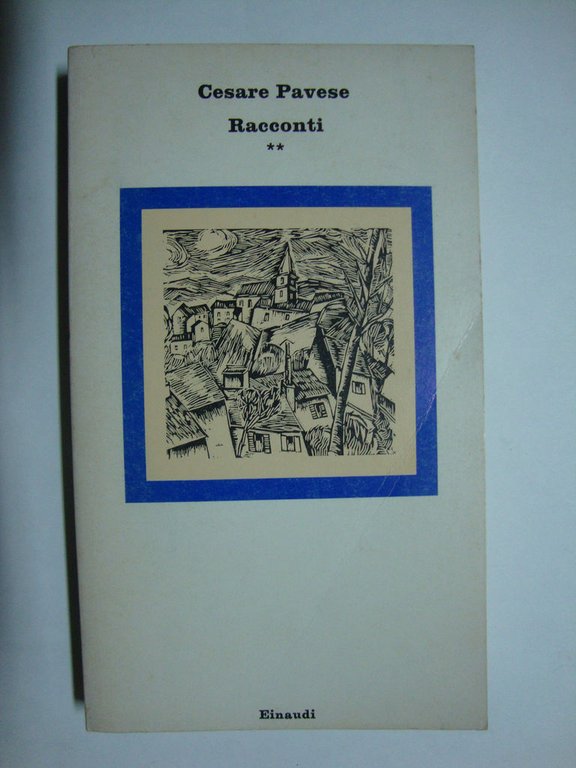 Cesare Pavese
Racconti
**
Einaudi